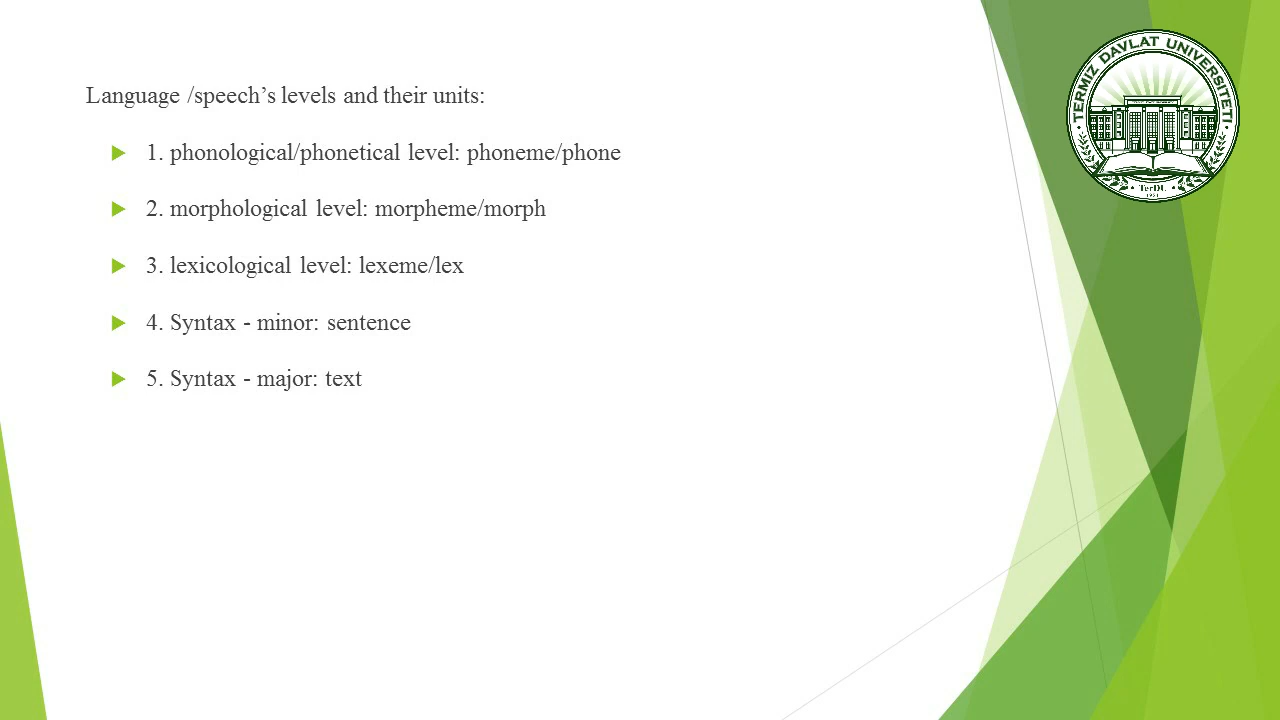 Language /speech’s levels and their units:
1. phonological/phonetical level: phoneme/phone
2. morphological level: morpheme/morph
3. lexicological level: lexeme/lex
4. Syntax - minor: sentence
5. Syntax - major: text
TERMIZ DAVLAT UNIVERSITETI
TerDU